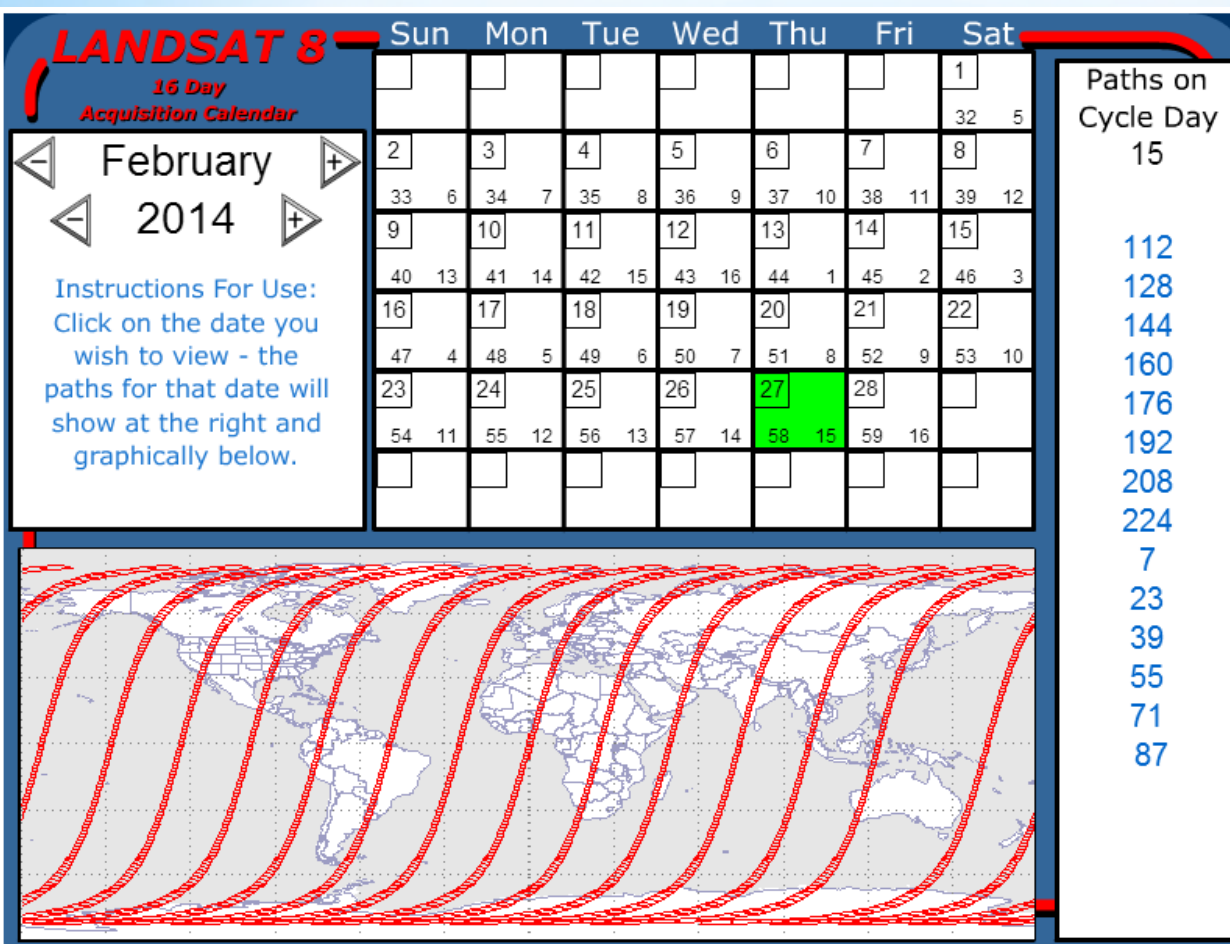 LANDSAT 8
16 Day
Acquisition Calendar
February
2014
Instructions For Use:
Click on the date you
wish to view - the
paths for that date will
show at the right and
graphically below.
Sun Mon Tue Wed Thu Fri Sat
1
32 5
2 3 4 5 6 7 8
33 6 34 7 35 8 36 9 37 10 38 11 39 12
9 10 11 12 13 14 15
40 13 41 14 42 15 43 16 44 1 45 2 46 3
16 17 18 19 20 21 22
47 4 48 5 49 6 50 7 51 8 52 9 53 10
23 24 25 26 27 28
54 11 55 12 56 13 57 14 58 15 59 16
Paths on
Cycle Day
15
112
128
144
160
176
192
208
224
7
23
39
55
71
87